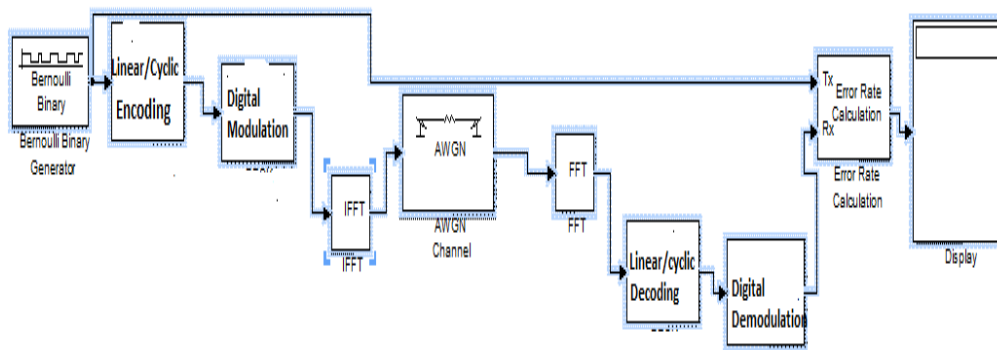 Bernoulli
Binary
Bernoulli Binary
Generator
Linear/Cyclic
Encoding
Digital
Modulation
IFFT
IFFT
AWGN
AWGN
Channel
FFT
FFT
Linear/cyclic
Decoding
Digital
Demodulation
Tx
Rx
Error Rate
Calculation
Error Rate
Calculation
Display